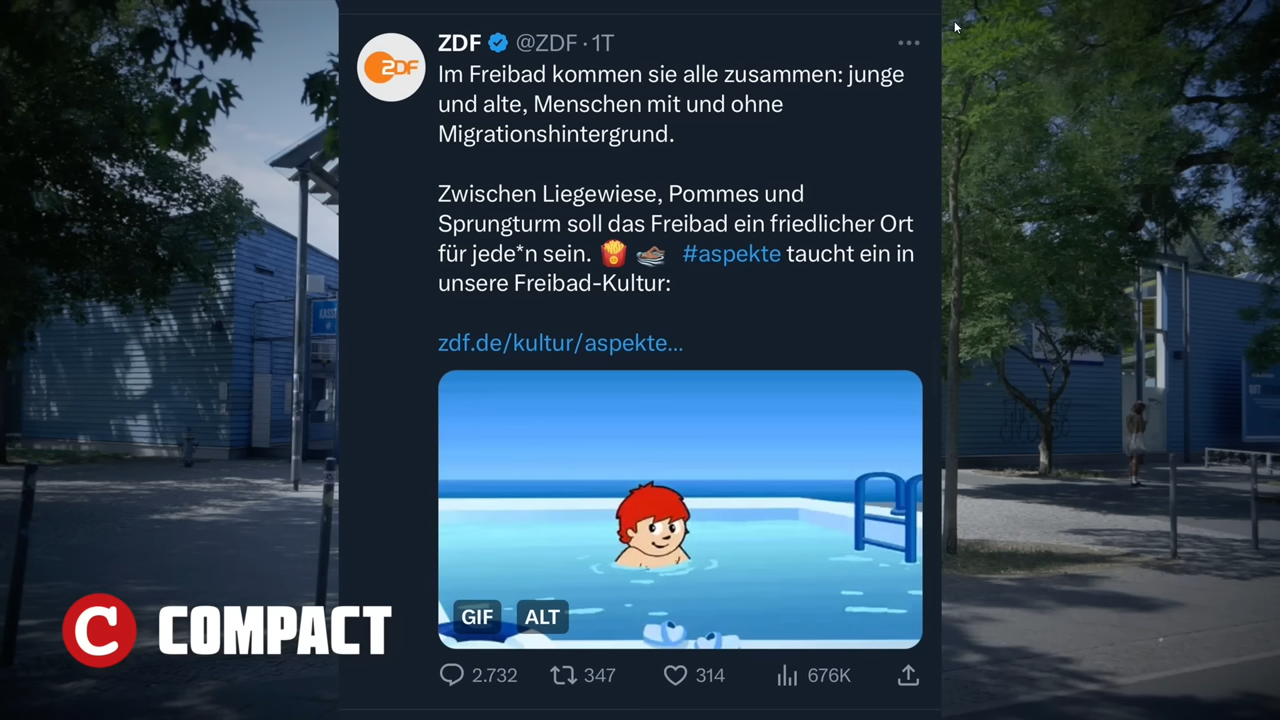 ZDF @ZDF · 1T
ZDF
Im Freibad kommen sie alle zusammen: junge
und alte, Menschen mit und ohne
Migrationshintergrund.
Zwischen Liegewiese, Pommes und
Sprungturm soll das Freibad ein friedlicher Ort
für jede*n sein. 🍟 🏊🏽 #aspekte taucht ein in
unsere Freibad-Kultur:
zdf.de/kultur/aspekte...
GIF ALT
2.732 347 314 676K
C COMPACT